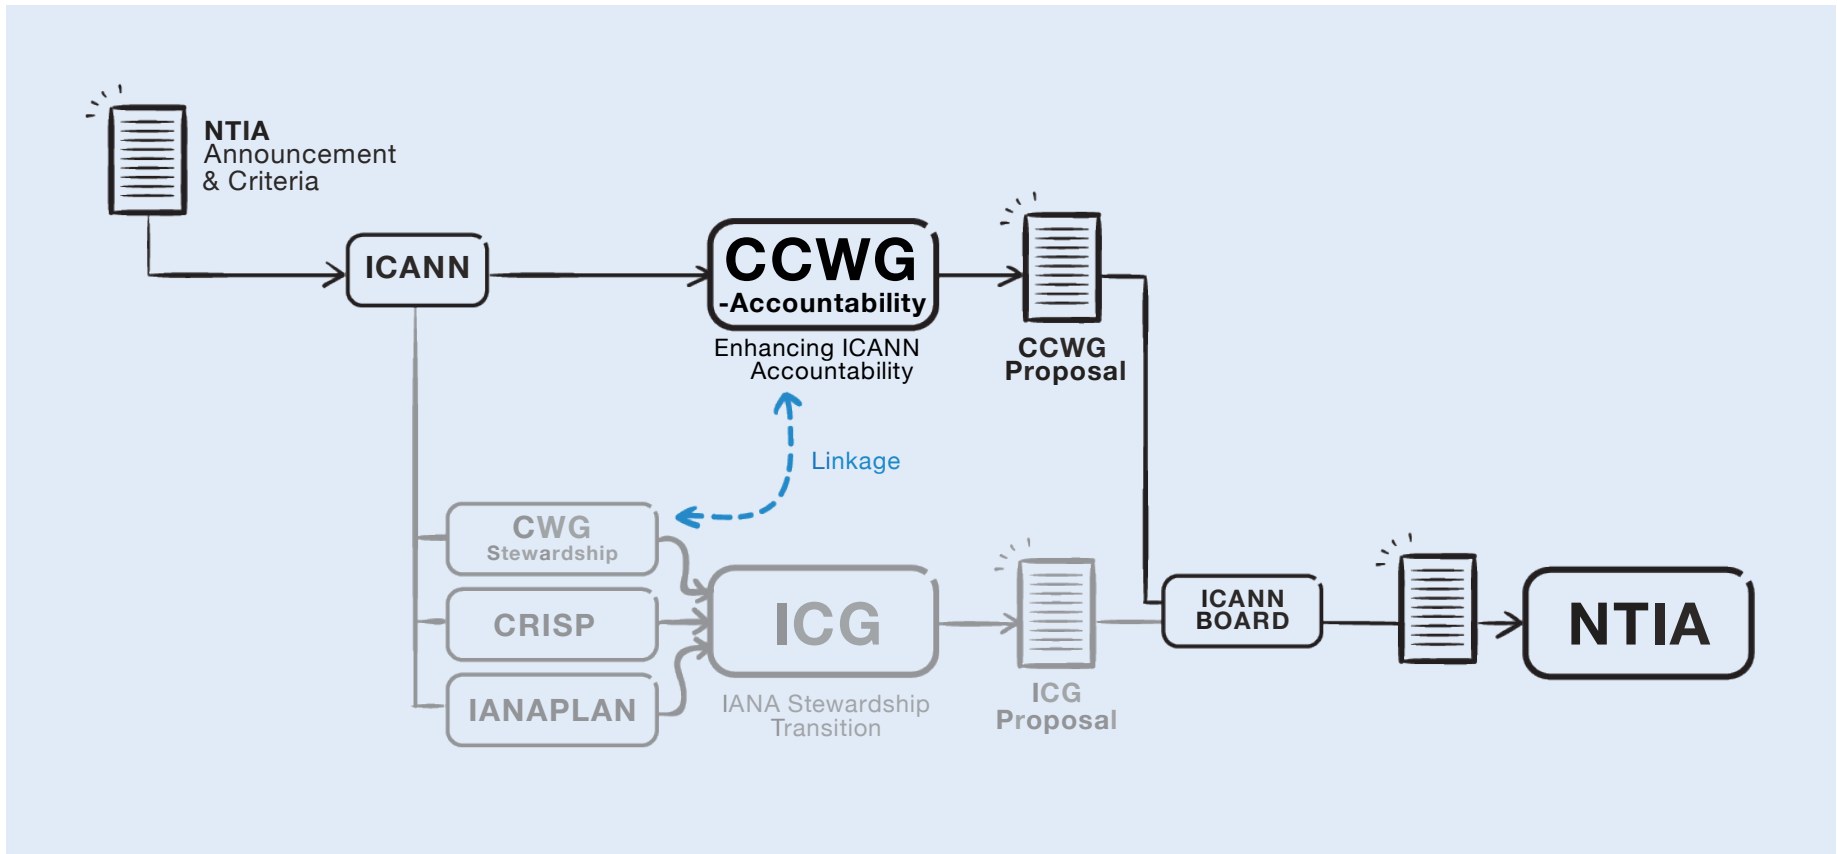 NTIA
Announcement
& Criteria
ICANN
CCWG
-Accountability
Enhancing ICANN
Accountability
CCWG
Proposal
Linkage
CWG
Stewardship
CRISP
IANAPLAN
ICG
IANA Stewardship
Transition
ICG
Proposal
ICANN
BOARD
NTIA